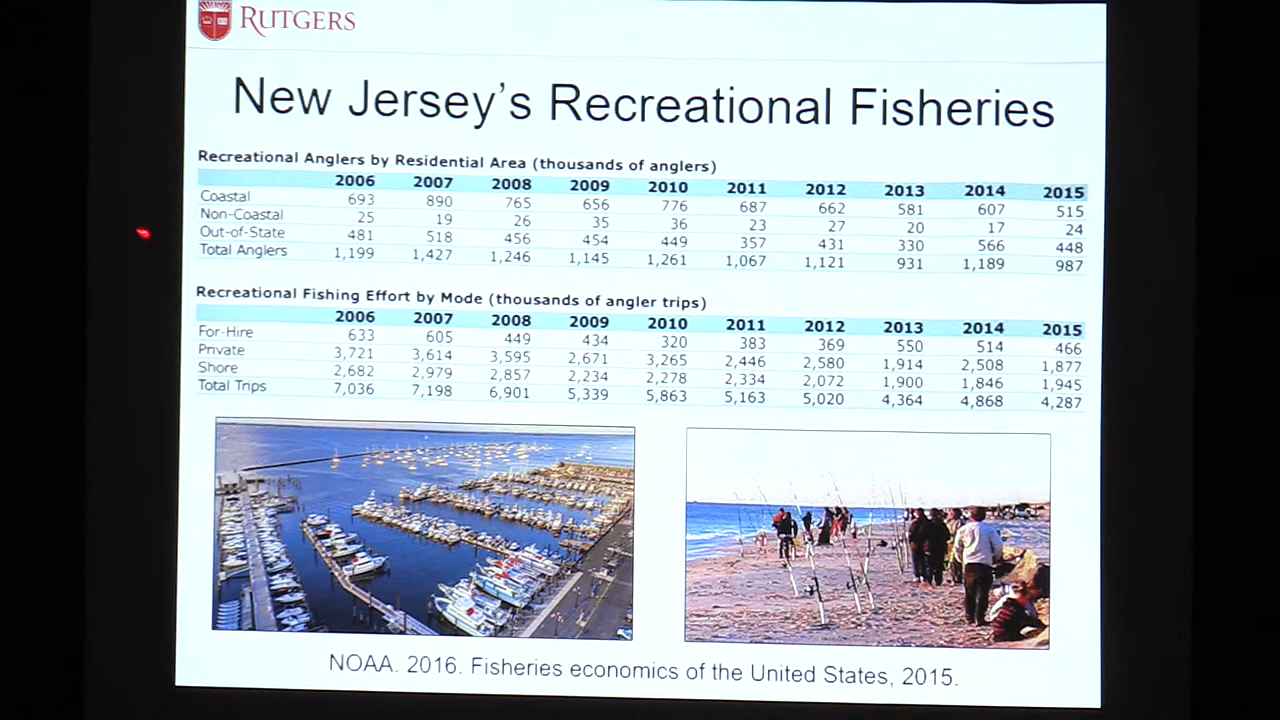 RUTGERS
New Jersey's Recreational Fisheries
Recreational Anglers by Residential Area (thousands of anglers)
2006 2007 2008 2009 2010 2011 2012 2013 2014 2015
Coastal 693 890 765 656 776 687 662 581 607 515
Non-Coastal 25 19 26 35 36 23 27 20 17 24
Out-of-State 481 518 456 454 449 357 431 330 566 448
Total Anglers 1,199 1,427 1,246 1,145 1,261 1,067 1,121 931 1,189 987
Recreational Fishing Effort by Mode (thousands of angler trips)
2006 2007 2008 2009 2010 2011 2012 2013 2014 2015
For-Hire 633 605 449 434 320 383 369 550 514 466
Private 3,721 3,614 3,595 2,671 3,265 2,446 2,580 1,914 2,508 1,877
Shore 2,682 2,979 2,857 2,234 2,278 2,334 2,072 1,900 1,846 1,945
Total Trips 7,036 7,198 6,901 5,339 5,863 5,163 5,020 4,364 4,868 4,287
NOAA. 2016. Fisheries economics of the United States, 2015.